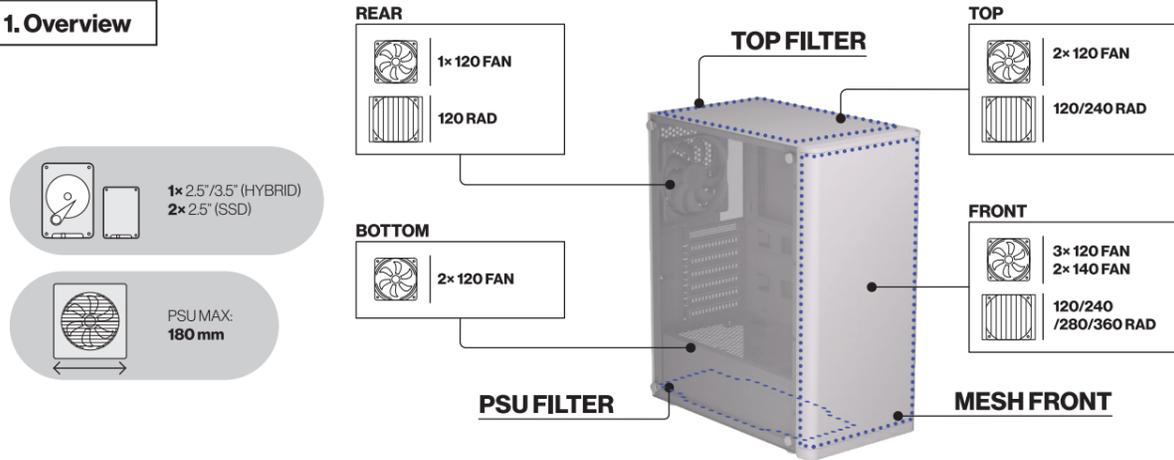 1. Overview
REAR
1× 120 FAN
120 RAD
TOP FILTER
TOP
2× 120 FAN
120/240 RAD
1× 2.5"/3.5" (HYBRID)
2× 2.5" (SSD)
BOTTOM
2× 120 FAN
FRONT
3× 120 FAN
2× 140 FAN
120/240
/280/360 RAD
PSU MAX:
180 mm
PSU FILTER
MESH FRONT